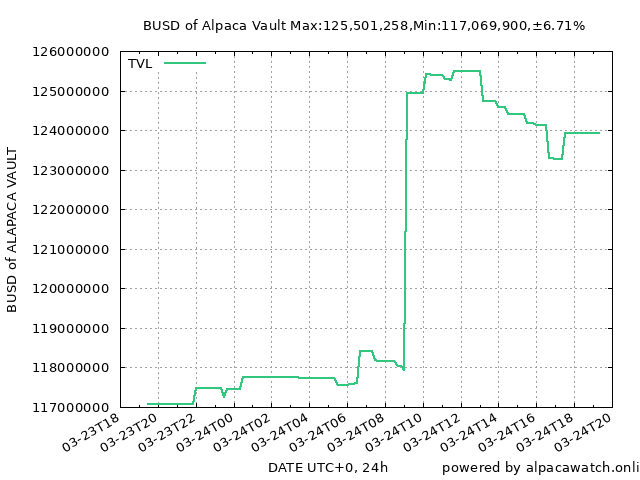 BUSD of Alpaca Vault Max:125,501,258,Min:117,069,900,±6.71%
TVL
126000000
125000000
124000000
123000000
122000000
121000000
120000000
119000000
118000000
117000000
BUSD of ALAPACA VAULT
03-23T18
03-23T20
03-23T22
03-24T00
03-24T02
03-24T04
03-24T06
03-24T08
03-24T10
03-24T12
03-24T14
03-24T16
03-24T18
03-24T20
DATE UTC+0, 24h
powered by alpacawatch.onli